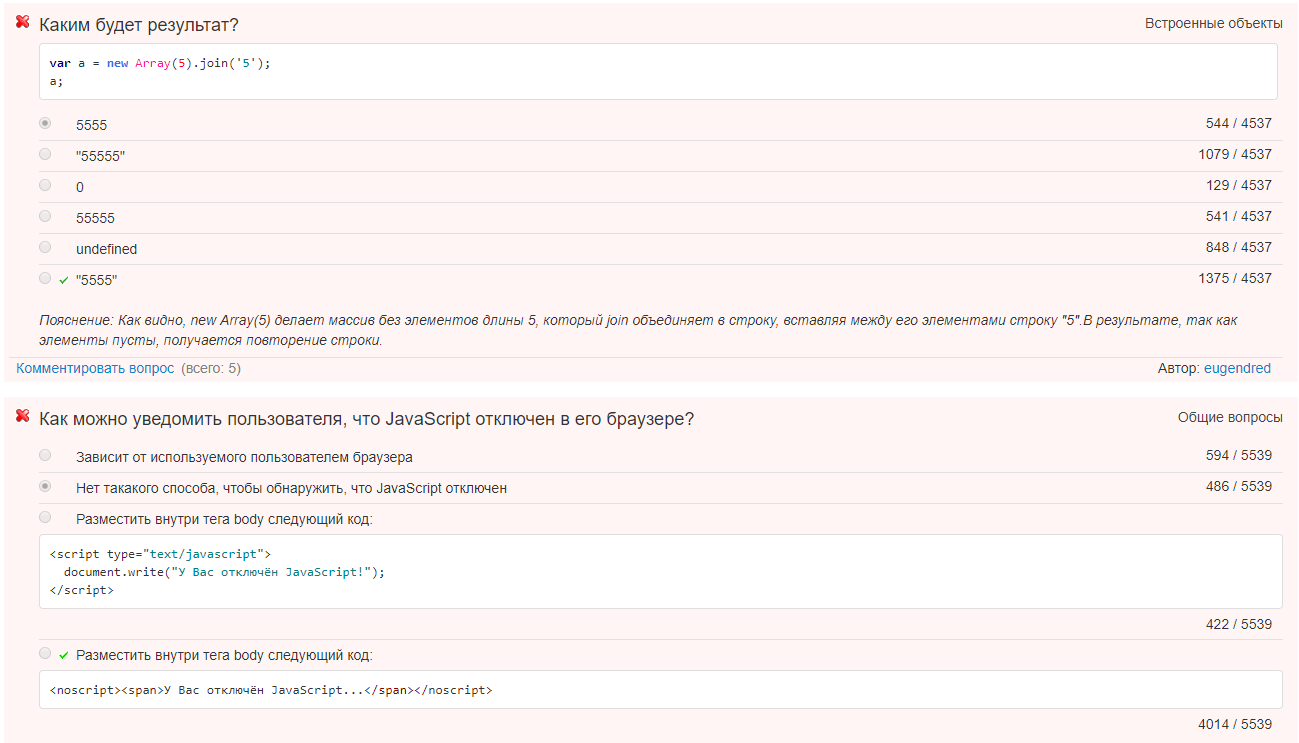 Каким будет результат? Встроенные объекты
var a = new Array(5).join('5');
a;
5555 544 / 4537
"55555" 1079 / 4537
0 129 / 4537
55555 541 / 4537
undefined 848 / 4537
"5555" 1375 / 4537
Пояснение: Как видно, new Array(5) делает массив без элементов длины 5, который join объединяет в строку, вставляя между его элементами строку "5".В результате, так как
элементы пусты, получается повторение строки.
Комментировать вопрос (всего: 5) Автор: eugendred
Как можно уведомить пользователя, что JavaScript отключен в его браузере? Общие вопросы
Зависит от используемого пользователем браузера 594 / 5539
Нет такакого способа, чтобы обнаружить, что JavaScript отключен 486 / 5539
Разместить внутри тега body следующий код:
<script type="text/javascript">
document.write("У Вас отключён JavaScript!");
</script>
422 / 5539
Разместить внутри тега body следующий код:
<noscript><span>У Вас отключён JavaScript...</span></noscript>
4014 / 5539